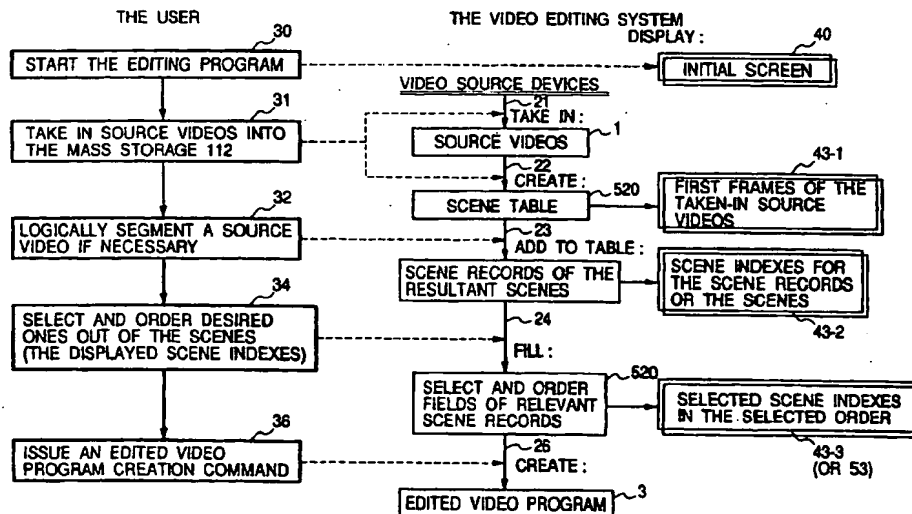 THE USER
THE VIDEO EDITING SYSTEM
DISPLAY:
30
START THE EDITING PROGRAM
40
INITIAL SCREEN
VIDEO SOURCE DEVICES
31
TAKE IN SOURCE VIDEOS INTO
THE MASS STORAGE 112
21
TAKE IN:
1
SOURCE VIDEOS
22
CREATE:
520
SCENE TABLE
43-1
FIRST FRAMES OF THE
TAKEN-IN SOURCE
VIDEOS
32
LOGICALLY SEGMENT A SOURCE
VIDEO IF NECESSARY
23
ADD TO TABLE:
SCENE RECORDS OF THE
RESULTANT SCENES
SCENE INDEXES FOR
THE SCENE RECORDS
OR THE SCENES
43-2
34
SELECT AND ORDER DESIRED
ONES OUT OF THE SCENES
(THE DISPLAYED SCENE INDEXES)
24
FILL:
520
SELECT AND ORDER
FIELDS OF RELEVANT
SCENE RECORDS
SELECTED SCENE INDEXES
IN THE SELECTED ORDER
43-3
(OR 53)
36
ISSUE AN EDITED VIDEO
PROGRAM CREATION COMMAND
26
CREATE:
3
EDITED VIDEO PROGRAM